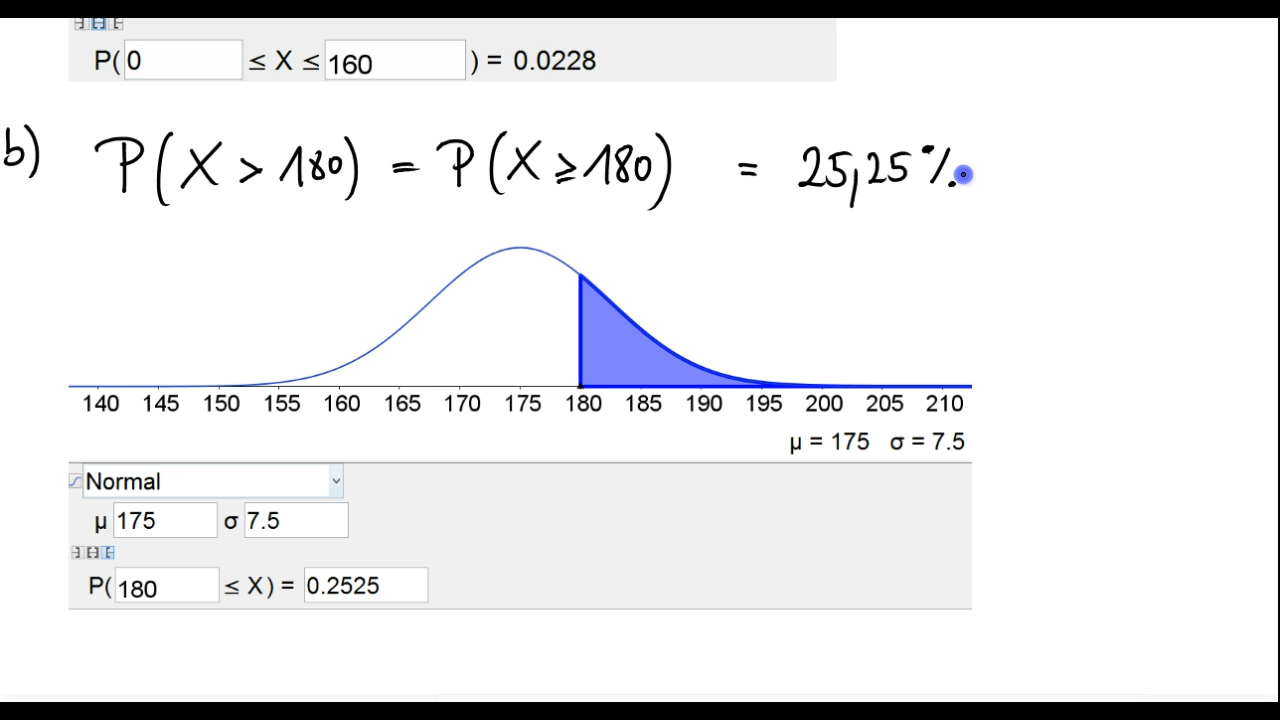 P( 0 ≤ X ≤ 160 ) = 0.0228
b) P(X > 180) = P(X ≥ 180) = 25,25 %
140 145 150 155 160 165 170 175 180 185 190 195 200 205 210
μ = 175 σ = 7.5
Normal
μ 175 σ 7.5
P( 180 ≤ X ) = 0.2525